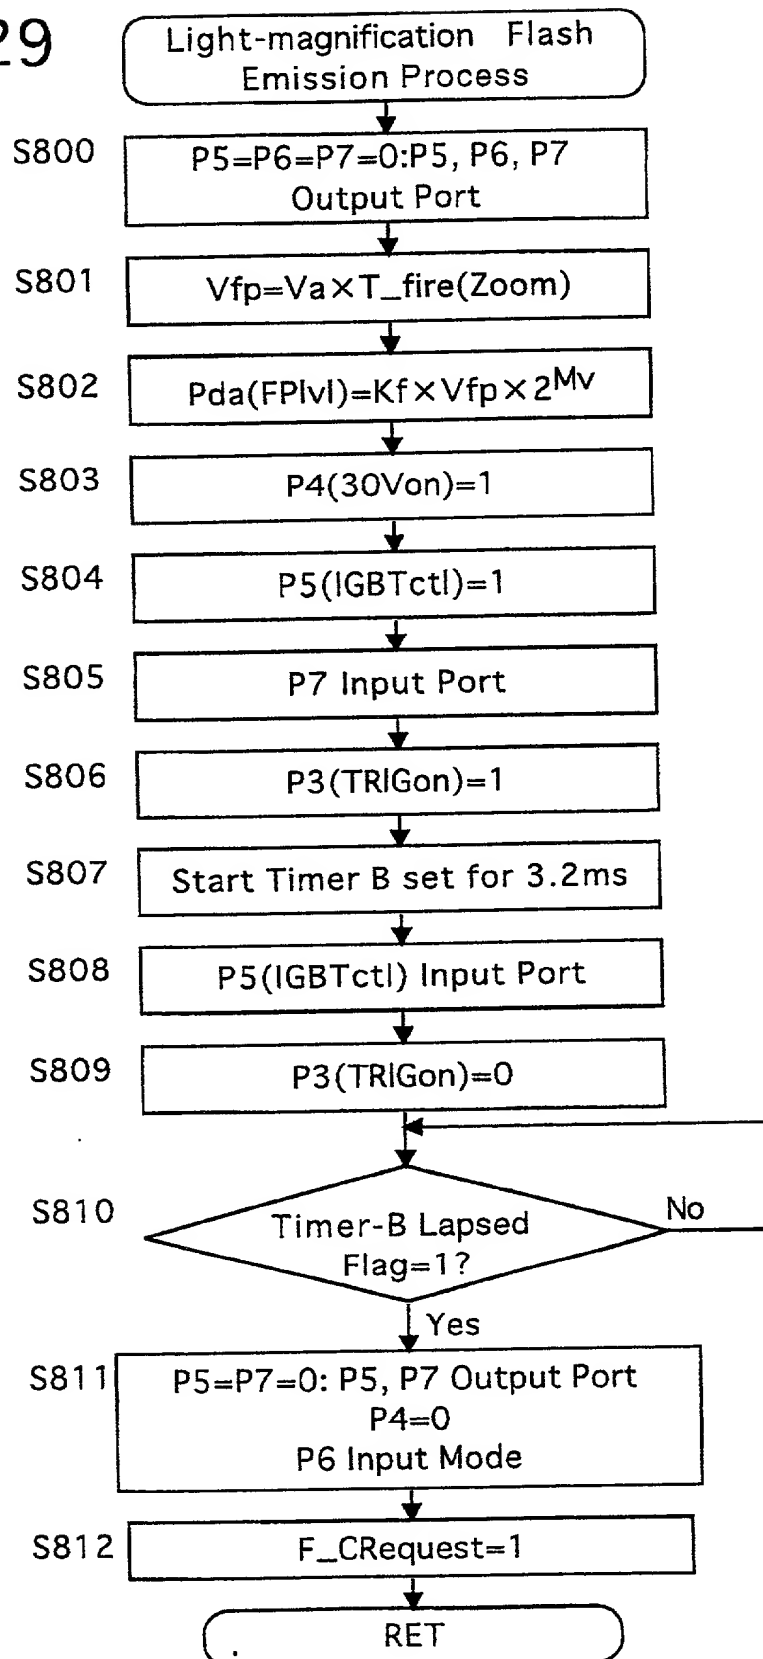 29
Light-magnification Flash
Emission Process
S800
P5=P6=P7=0:P5, P6, P7
Output Port
S801
Vfp=Va×T_fire(Zoom)
S802
Pda(FPlvl)=Kf×Vfp×2^Mv
S803
P4(30Von)=1
S804
P5(IGBTctl)=1
S805
P7 Input Port
S806
P3(TRIGon)=1
S807
Start Timer B set for 3.2ms
S808
P5(IGBTctl) Input Port
S809
P3(TRIGon)=0
S810
Timer-B Lapsed
Flag=1?
No
Yes
S811
P5=P7=0: P5, P7 Output Port
P4=0
P6 Input Mode
S812
F_CRequest=1
RET